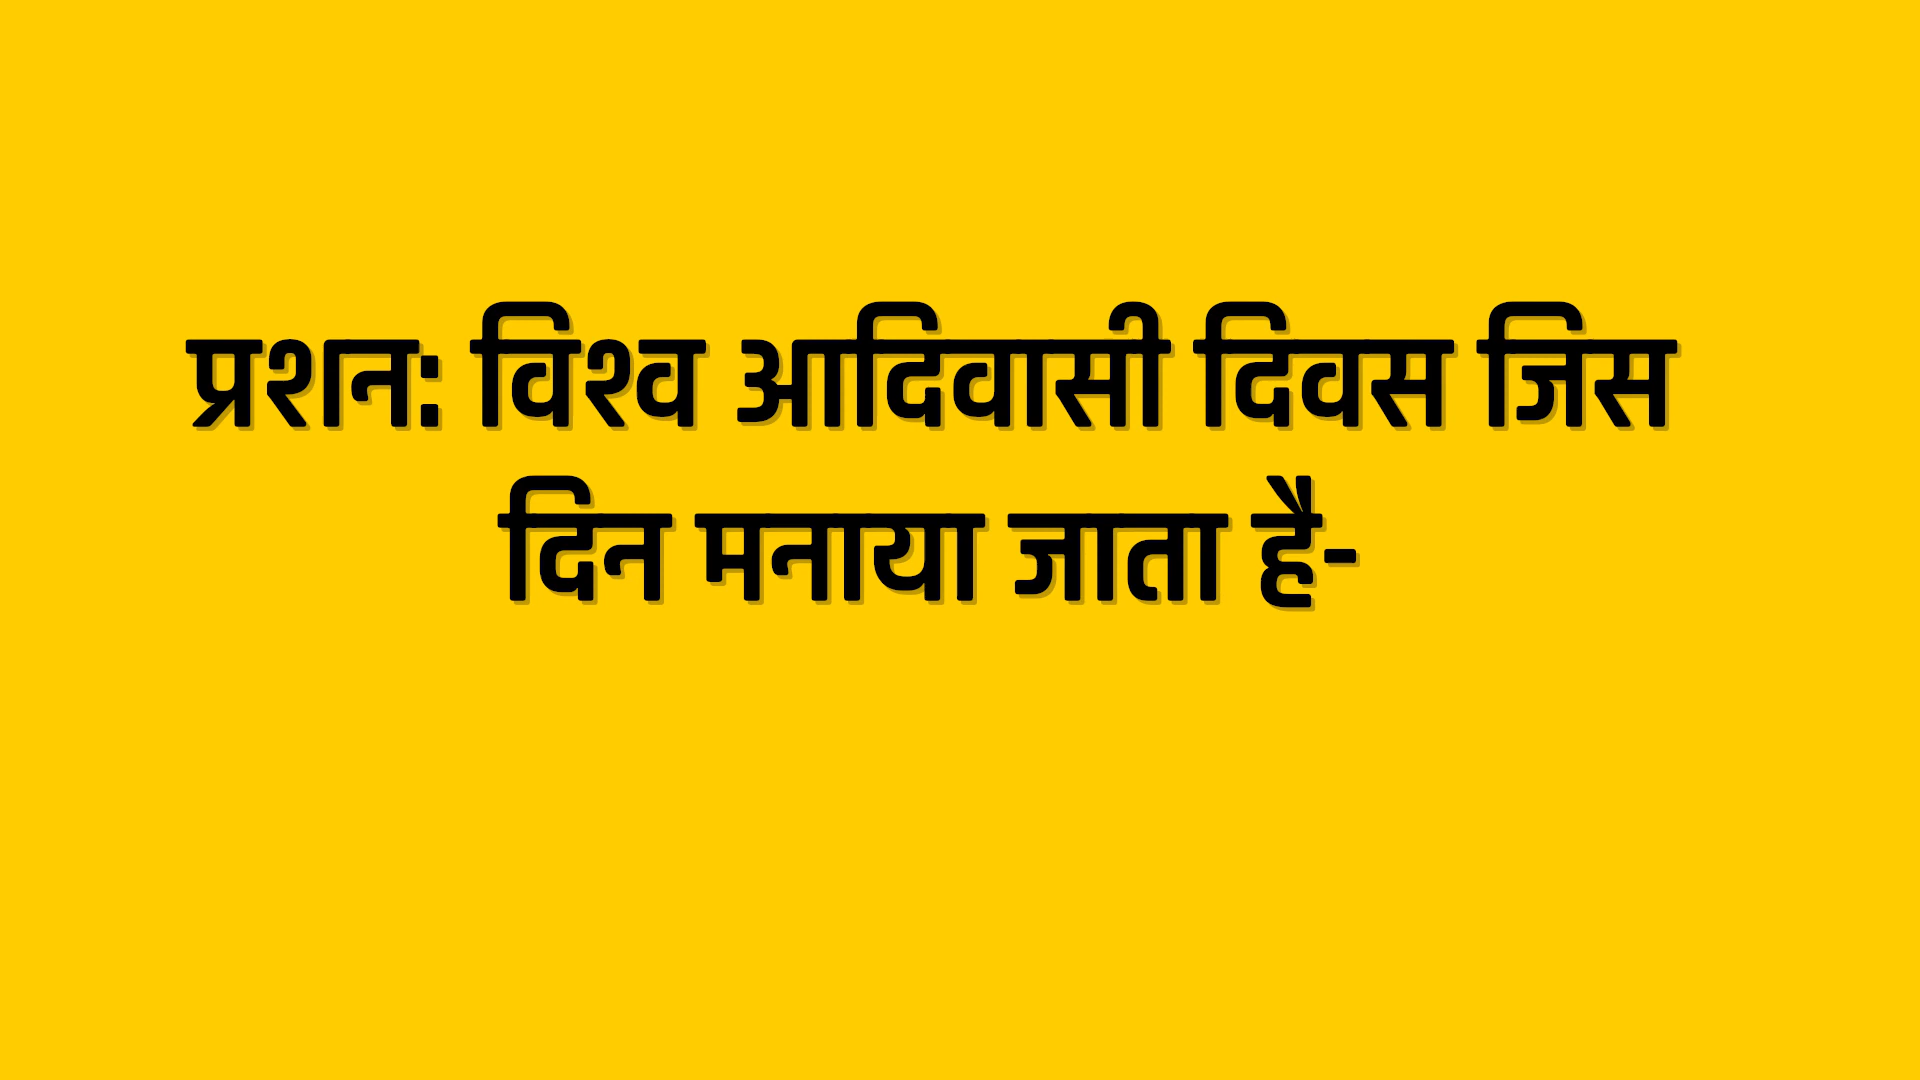 प्रशन: विश्व आदिवासी दिवस जिस
दिन मनाया जाता है-